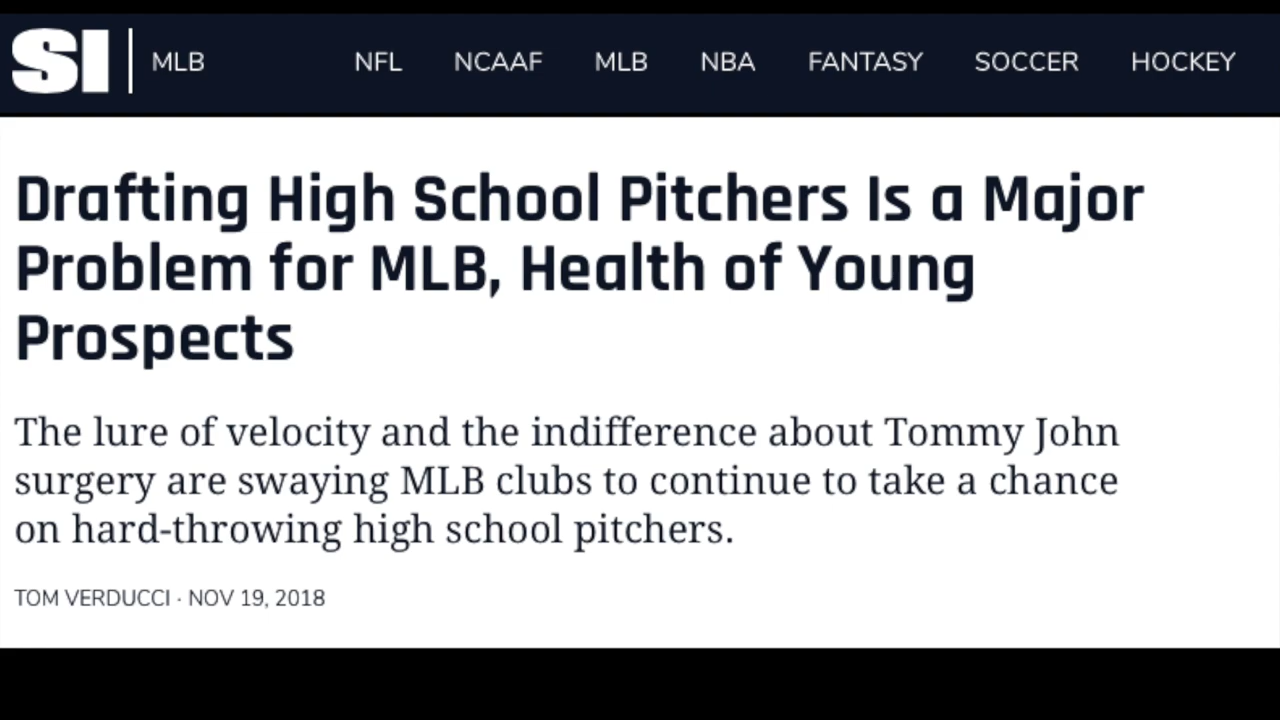 SI MLB NFL NCAAF MLB NBA FANTASY SOCCER HOCKEY
Drafting High School Pitchers Is a Major
Problem for MLB, Health of Young
Prospects
The lure of velocity and the indifference about Tommy John
surgery are swaying MLB clubs to continue to take a chance
on hard-throwing high school pitchers.
TOM VERDUCCI · NOV 19, 2018